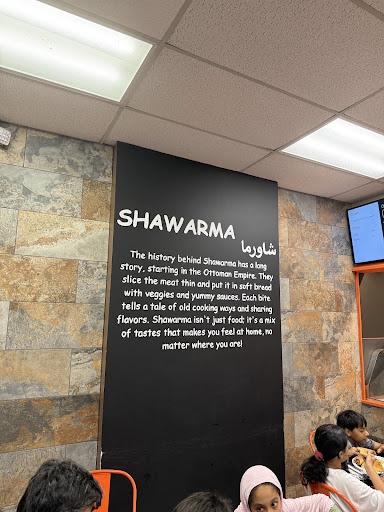 SHAWARMA
شاورما
The history behind Shawarma has a long
story, starting in the Ottoman Empire. They
slice the meat thin and put it in soft bread
with veggies and yummy sauces. Each bite
tells a tale of old cooking ways and sharing
flavors. Shawarma isn't just food; it's a mix
of tastes that makes you feel at home, no
matter where you are!